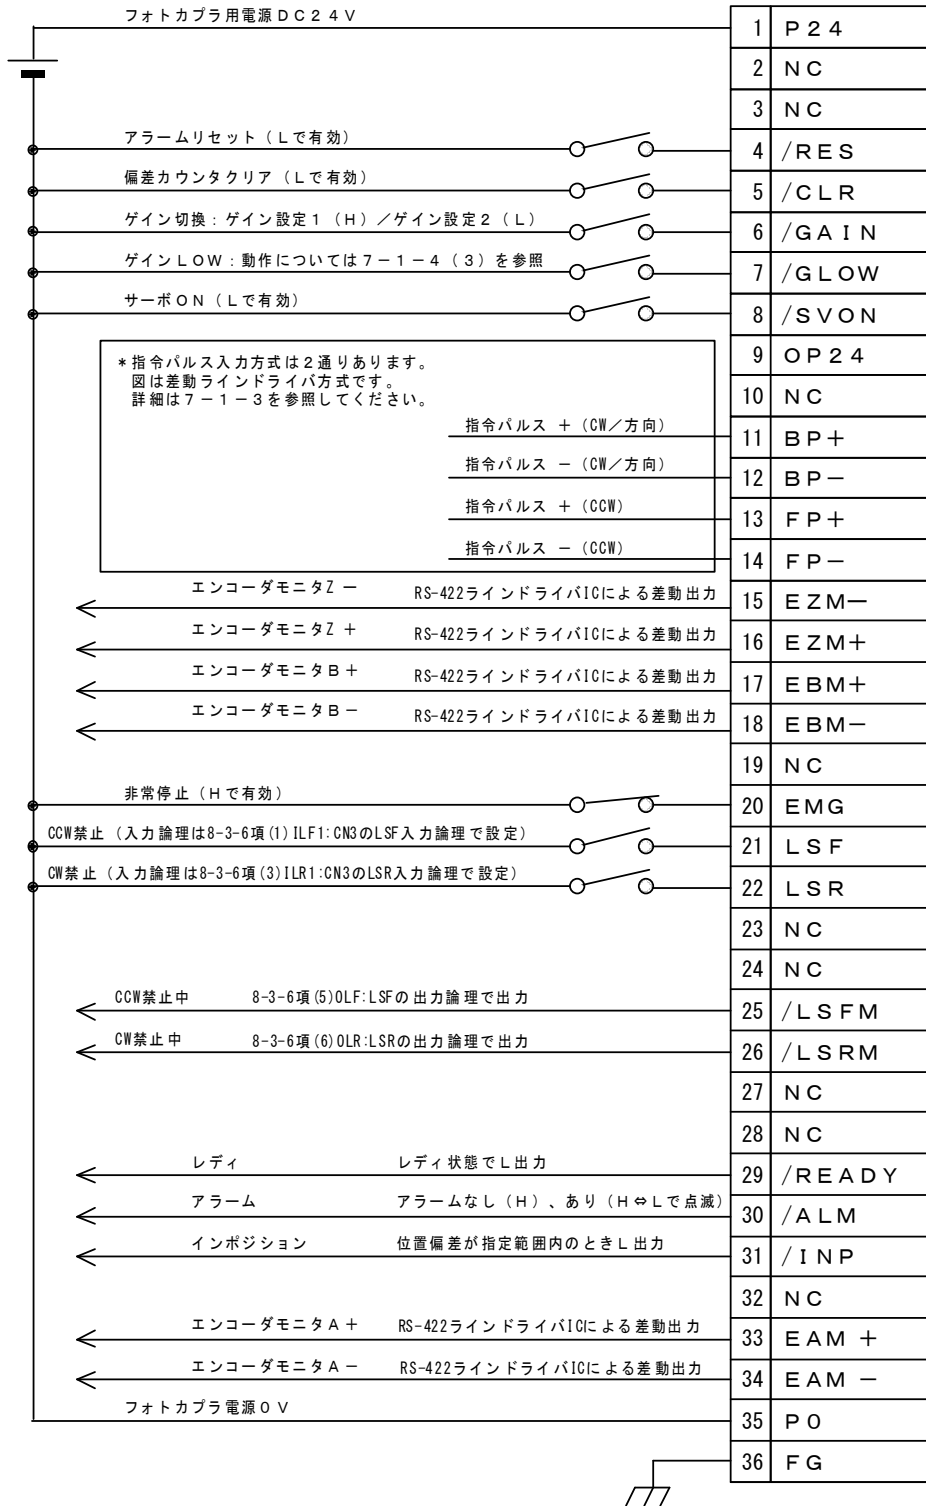 フォトカプラ用電源DC24V
1 P24
2 NC
3 NC
アラームリセット(Lで有効)
4 /RES
偏差カウンタクリア(Lで有効)
5 /CLR
ゲイン切換:ゲイン設定1(H)/ゲイン設定2(L)
6 /GAIN
ゲインLOW:動作については7-1-4(3)を参照
7 /GLOW
サーボON(Lで有効)
8 /SVON
9 OP24
*指令パルス入力方式は2通りあります。
図は差動ラインドライバ方式です。
詳細は7-1-3を参照してください。
10 NC
指令パルス +(CW/方向)
11 BP+
指令パルス -(CW/方向)
12 BP-
指令パルス +(CCW)
13 FP+
指令パルス -(CCW)
14 FP-
エンコーダモニタZ- RS-422ラインドライバICによる差動出力
15 EZM-
エンコーダモニタZ+ RS-422ラインドライバICによる差動出力
16 EZM+
エンコーダモニタB+ RS-422ラインドライバICによる差動出力
17 EBM+
エンコーダモニタB- RS-422ラインドライバICによる差動出力
18 EBM-
19 NC
非常停止(Hで有効)
20 EMG
CCW禁止(入力論理は8-3-6項(1)ILF1:CN3のLSF入力論理で設定)
21 LSF
CW禁止(入力論理は8-3-6項(3)ILR1:CN3のLSR入力論理で設定)
22 LSR
23 NC
24 NC
CCW禁止中 8-3-6項(5)OLF:LSFの出力論理で出力
25 /LSFM
CW禁止中 8-3-6項(6)OLR:LSRの出力論理で出力
26 /LSRM
27 NC
28 NC
レディ レディ状態でL出力
29 /READY
アラーム アラームなし(H)、あり(H⇔Lで点滅)
30 /ALM
インポジション 位置偏差が指定範囲内のときL出力
31 /INP
32 NC
エンコーダモニタA+ RS-422ラインドライバICによる差動出力
33 EAM +
エンコーダモニタA- RS-422ラインドライバICによる差動出力
34 EAM -
フォトカプラ電源0V
35 P0
36 FG